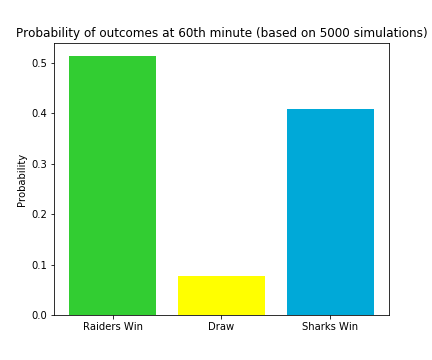 Probability of outcomes at 60th minute (based on 5000 simulations)
0.5
0.4
0.3
0.2
0.1
0.0
Probability
Raiders Win Draw Sharks Win